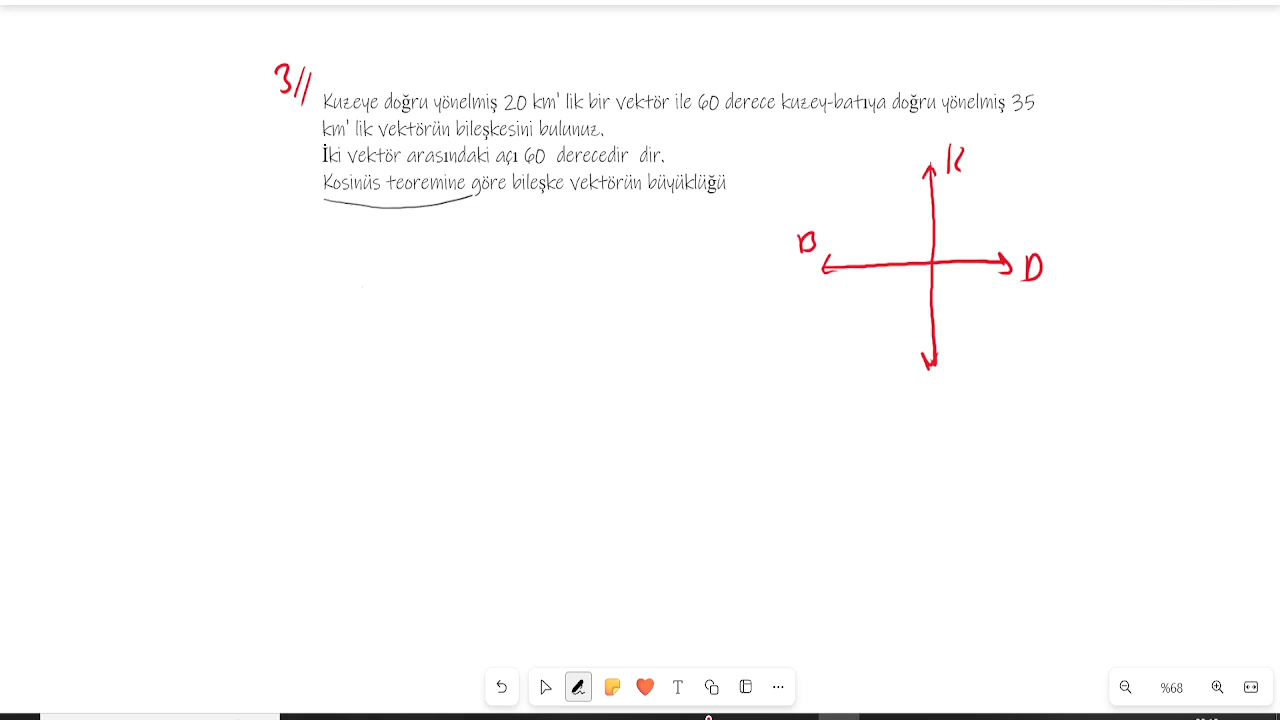 3//
Kuzeye doğru yönelmiş 20 km' lik bir vektör ile 60 derece kuzey-batıya doğru yönelmiş 35
km' lik vektörün bileşkesini bulunuz.
İki vektör arasındaki açı 60 derecedir dir.
Kosinüs teoremine göre bileşke vektörün büyüklüğü
K
B
D
T
%68